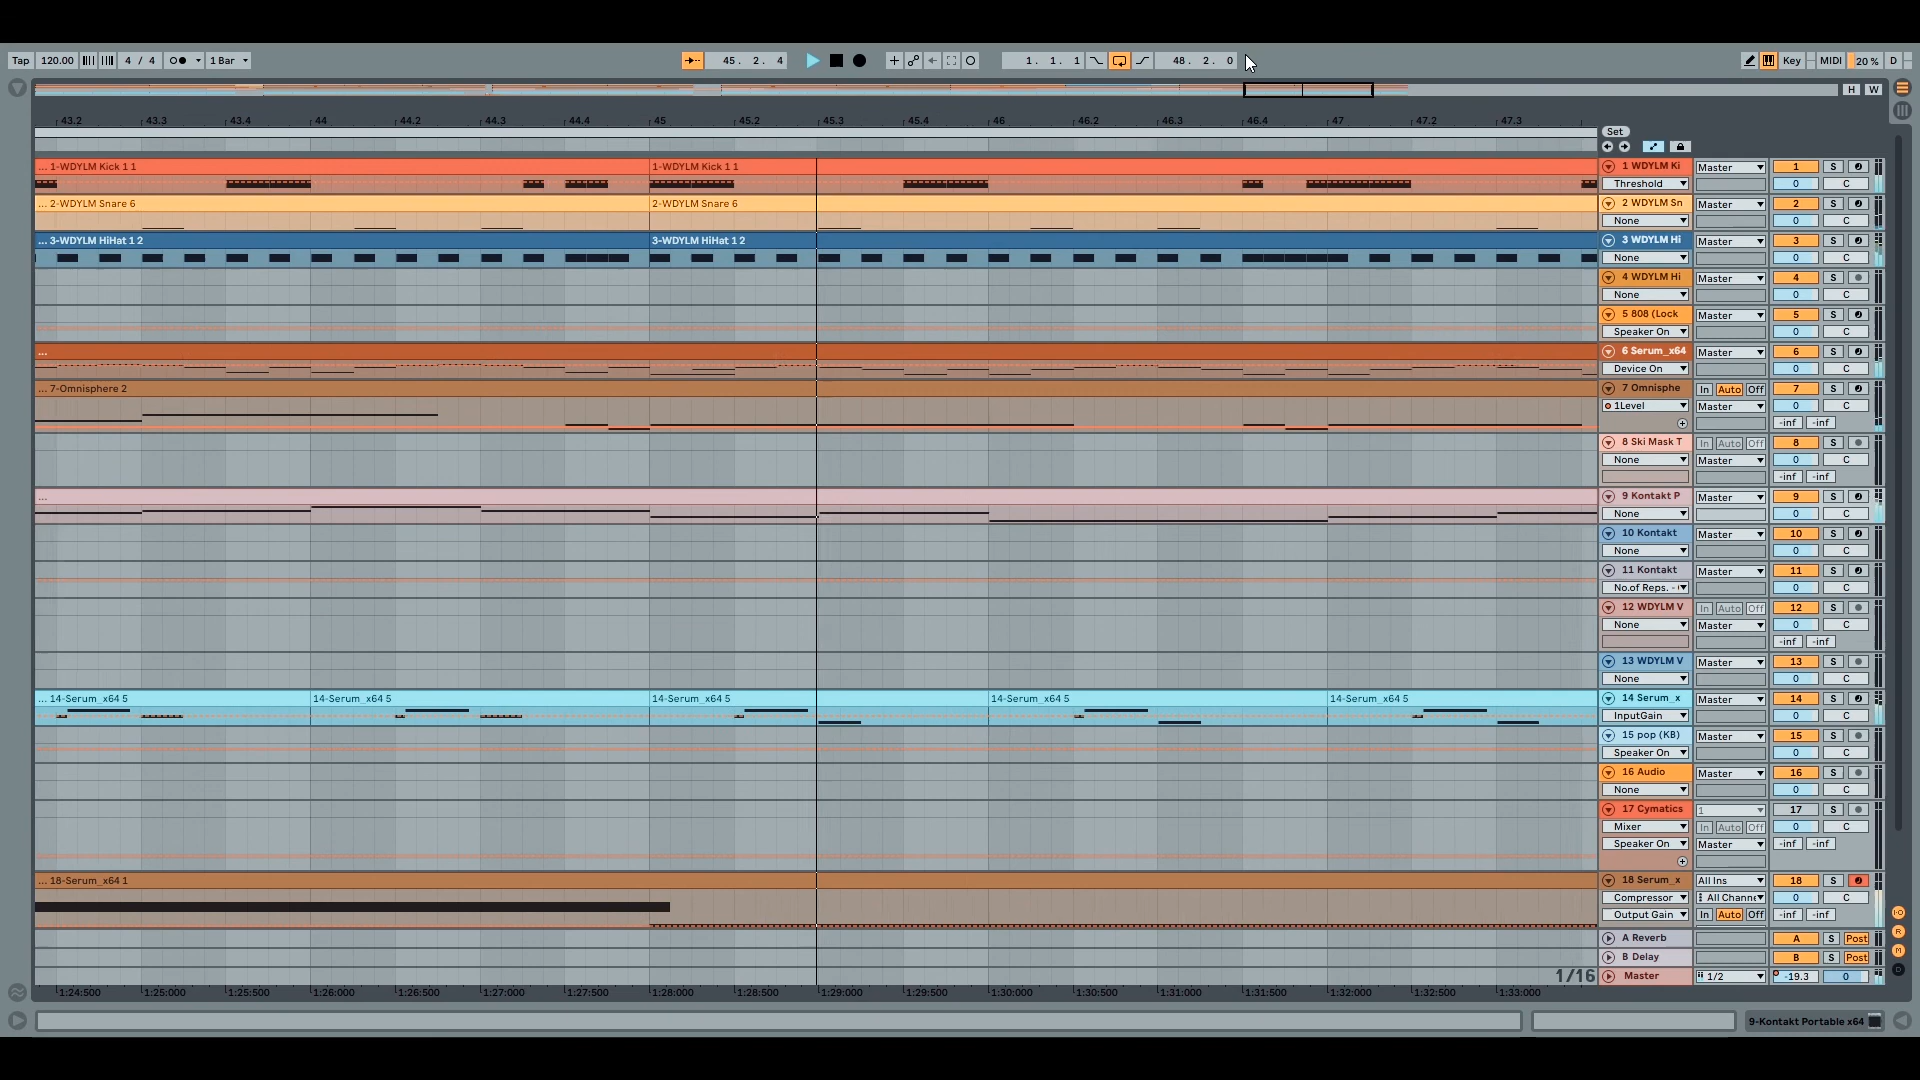 Tap 120.00 4 / 4 1 Bar 45. 2. 4 1. 1. 1 48. 2. 0 Key MIDI 20 % D
H W
43.2 43.3 43.4 44 44.2 44.3 44.4 45 45.2 45.3 45.4 46 46.2 46.3 46.4 47 47.2 47.3
Set
... 1-WDYLM Kick 1 1 1-WDYLM Kick 1 1 1 WDYLM Ki Master 1 S
Threshold 0 C
... 2-WDYLM Snare 6 2-WDYLM Snare 6 2 WDYLM Sn Master 2 S
None 0 C
... 3-WDYLM HiHat 1 2 3-WDYLM HiHat 1 2 3 WDYLM Hi Master 3 S
None 0 C
4 WDYLM Hi Master 4 S
None 0 C
5 808 (Lock Master 5 S
Speaker On 0 C
... 6 Serum_x64 Master 6 S
Device On 0 C
... 7-Omnisphere 2 7 Omnisphe In Auto Off 7 S
1Level Master 0 C
-inf -inf
8 Ski Mask T In Auto Off 8 S
None Master 0 C
-inf -inf
... 9 Kontakt P Master 9 S
None 0 C
10 Kontakt Master 10 S
None 0 C
11 Kontakt Master 11 S
No.of Reps. - 0 C
12 WDYLM V In Auto Off 12 S
None Master 0 C
-inf -inf
13 WDYLM V Master 13 S
None 0 C
... 14-Serum_x64 5 14-Serum_x64 5 14-Serum_x64 5 14-Serum_x64 5 14-Serum_x64 5 14 Serum_x Master 14 S
InputGain 0 C
15 pop (KB) Master 15 S
Speaker On 0 C
16 Audio Master 16 S
None 0 C
17 Cymatics 1 17 S
Mixer In Auto Off 0 C
Speaker On Master -inf -inf
... 18-Serum_x64 1 18 Serum_x All Ins 18 S
Compressor All Channe 0 C
Output Gain In Auto Off -inf -inf
A Reverb A S Post
B Delay B S Post
1/16 Master 1/2 -19.3 0
1:24:500 1:25:000 1:25:500 1:26:000 1:26:500 1:27:000 1:27:500 1:28:000 1:28:500 1:29:000 1:29:500 1:30:000 1:30:500 1:31:000 1:31:500 1:32:000 1:32:500 1:33:000
9-Kontakt Portable x64